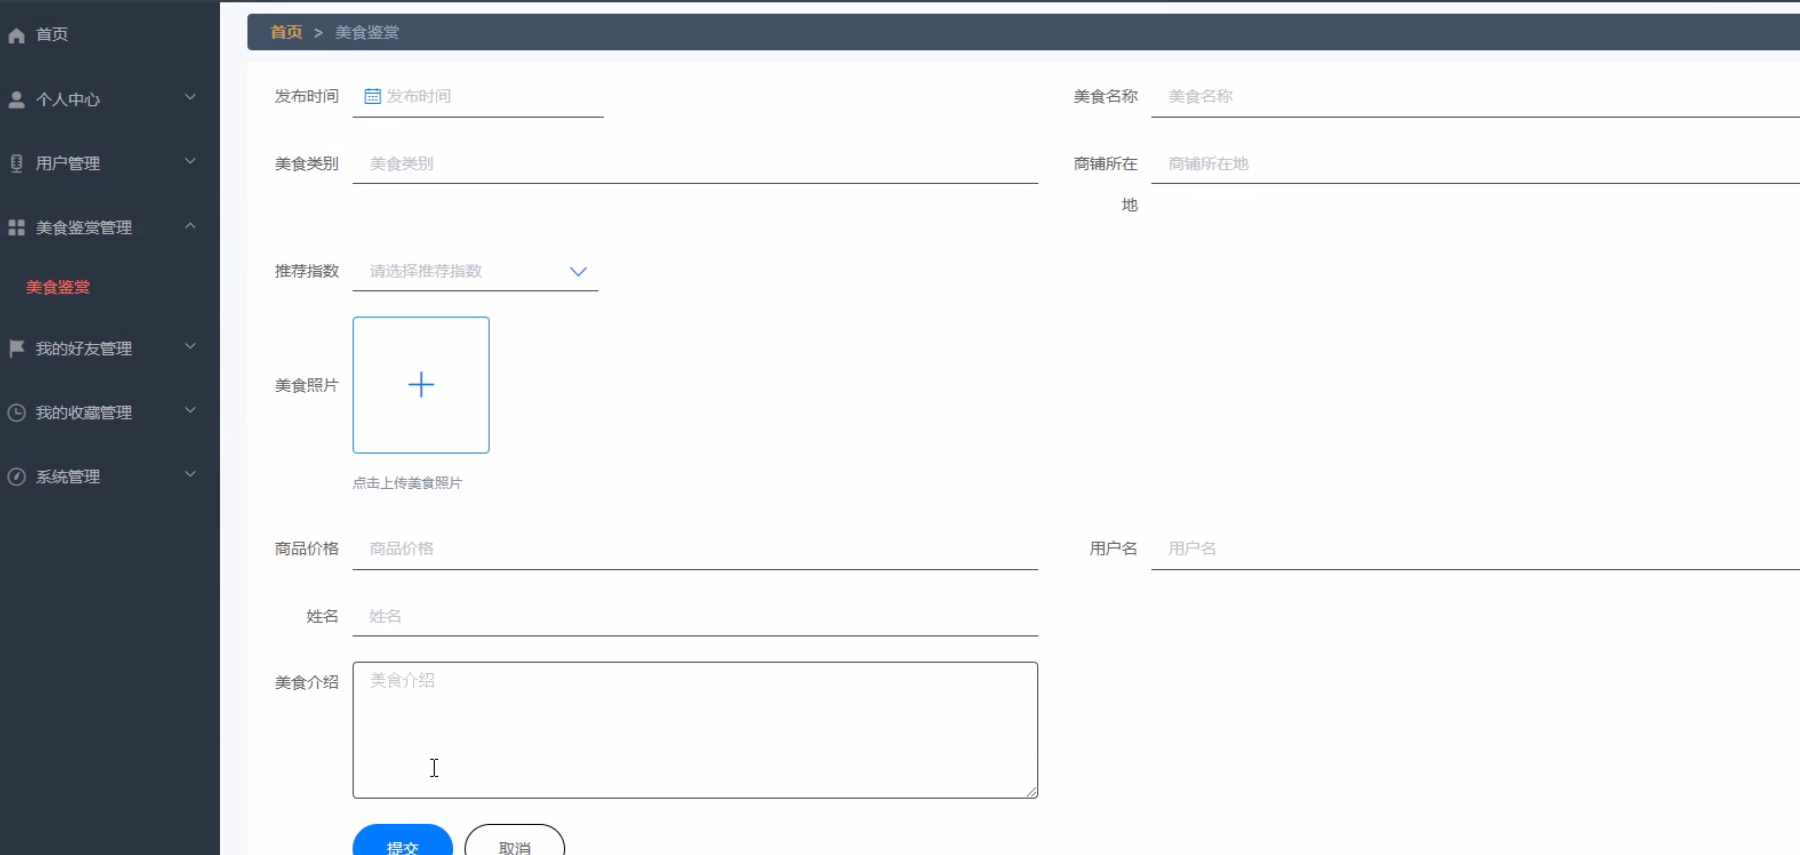 首页
个人中心
用户管理
美食鉴赏管理
美食鉴赏
我的好友管理
我的收藏管理
系统管理
首页 > 美食鉴赏
发布时间 发布时间
美食名称 美食名称
美食类别 美食类别
商铺所在地 商铺所在地
推荐指数 请选择推荐指数
美食照片
点击上传美食照片
商品价格 商品价格
用户名 用户名
姓名 姓名
美食介绍 美食介绍
提交 取消